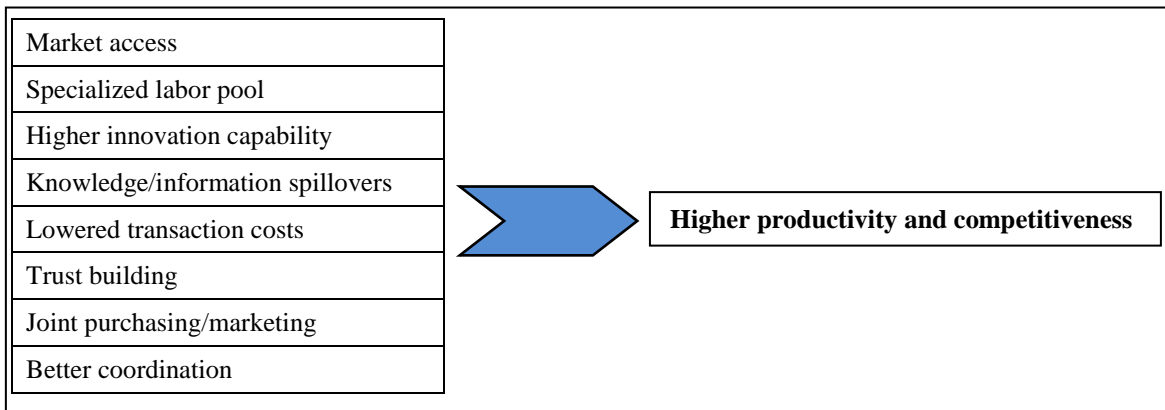 Market access
Specialized labor pool
Higher innovation capability
Knowledge/information spillovers
Lowered transaction costs
Trust building
Joint purchasing/marketing
Better coordination
Higher productivity and competitiveness